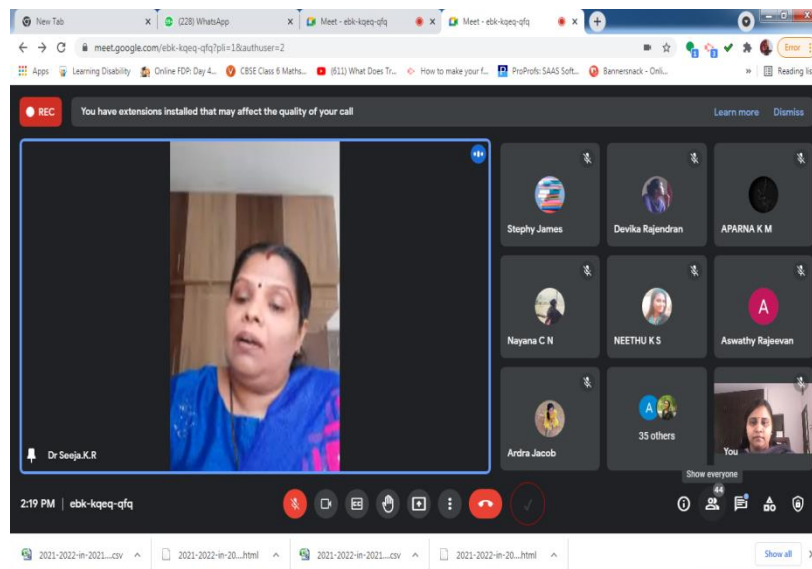 New Tab
(228) WhatsApp
Meet - ebk-kqeq-qfq
Meet - ebk-kqeq-qfq
meet.google.com/ebk-kqeq-qfq?pli=1&authuser=2
Error
Apps
Learning Disability
Online FDP: Day 4...
CBSE Class 6 Maths...
(611) What Does Tr...
How to make your f...
ProProfs: SAAS Soft...
Bannersnack - Onli...
Reading lis
REC
You have extensions installed that may affect the quality of your call
Learn more
Dismiss
Stephy James
Devika Rajendran
APARNA K M
Nayana C N
NEETHU K S
A
Aswathy Rajeevan
Ardra Jacob
A
35 others
You
Dr Seeja.K.R
Show everyone
2:19 PM | ebk-kqeq-qfq
44
2021-2022-in-2021....csv
2021-2022-in-20...html
2021-2022-in-2021....csv
2021-2022-in-20...html
Show all